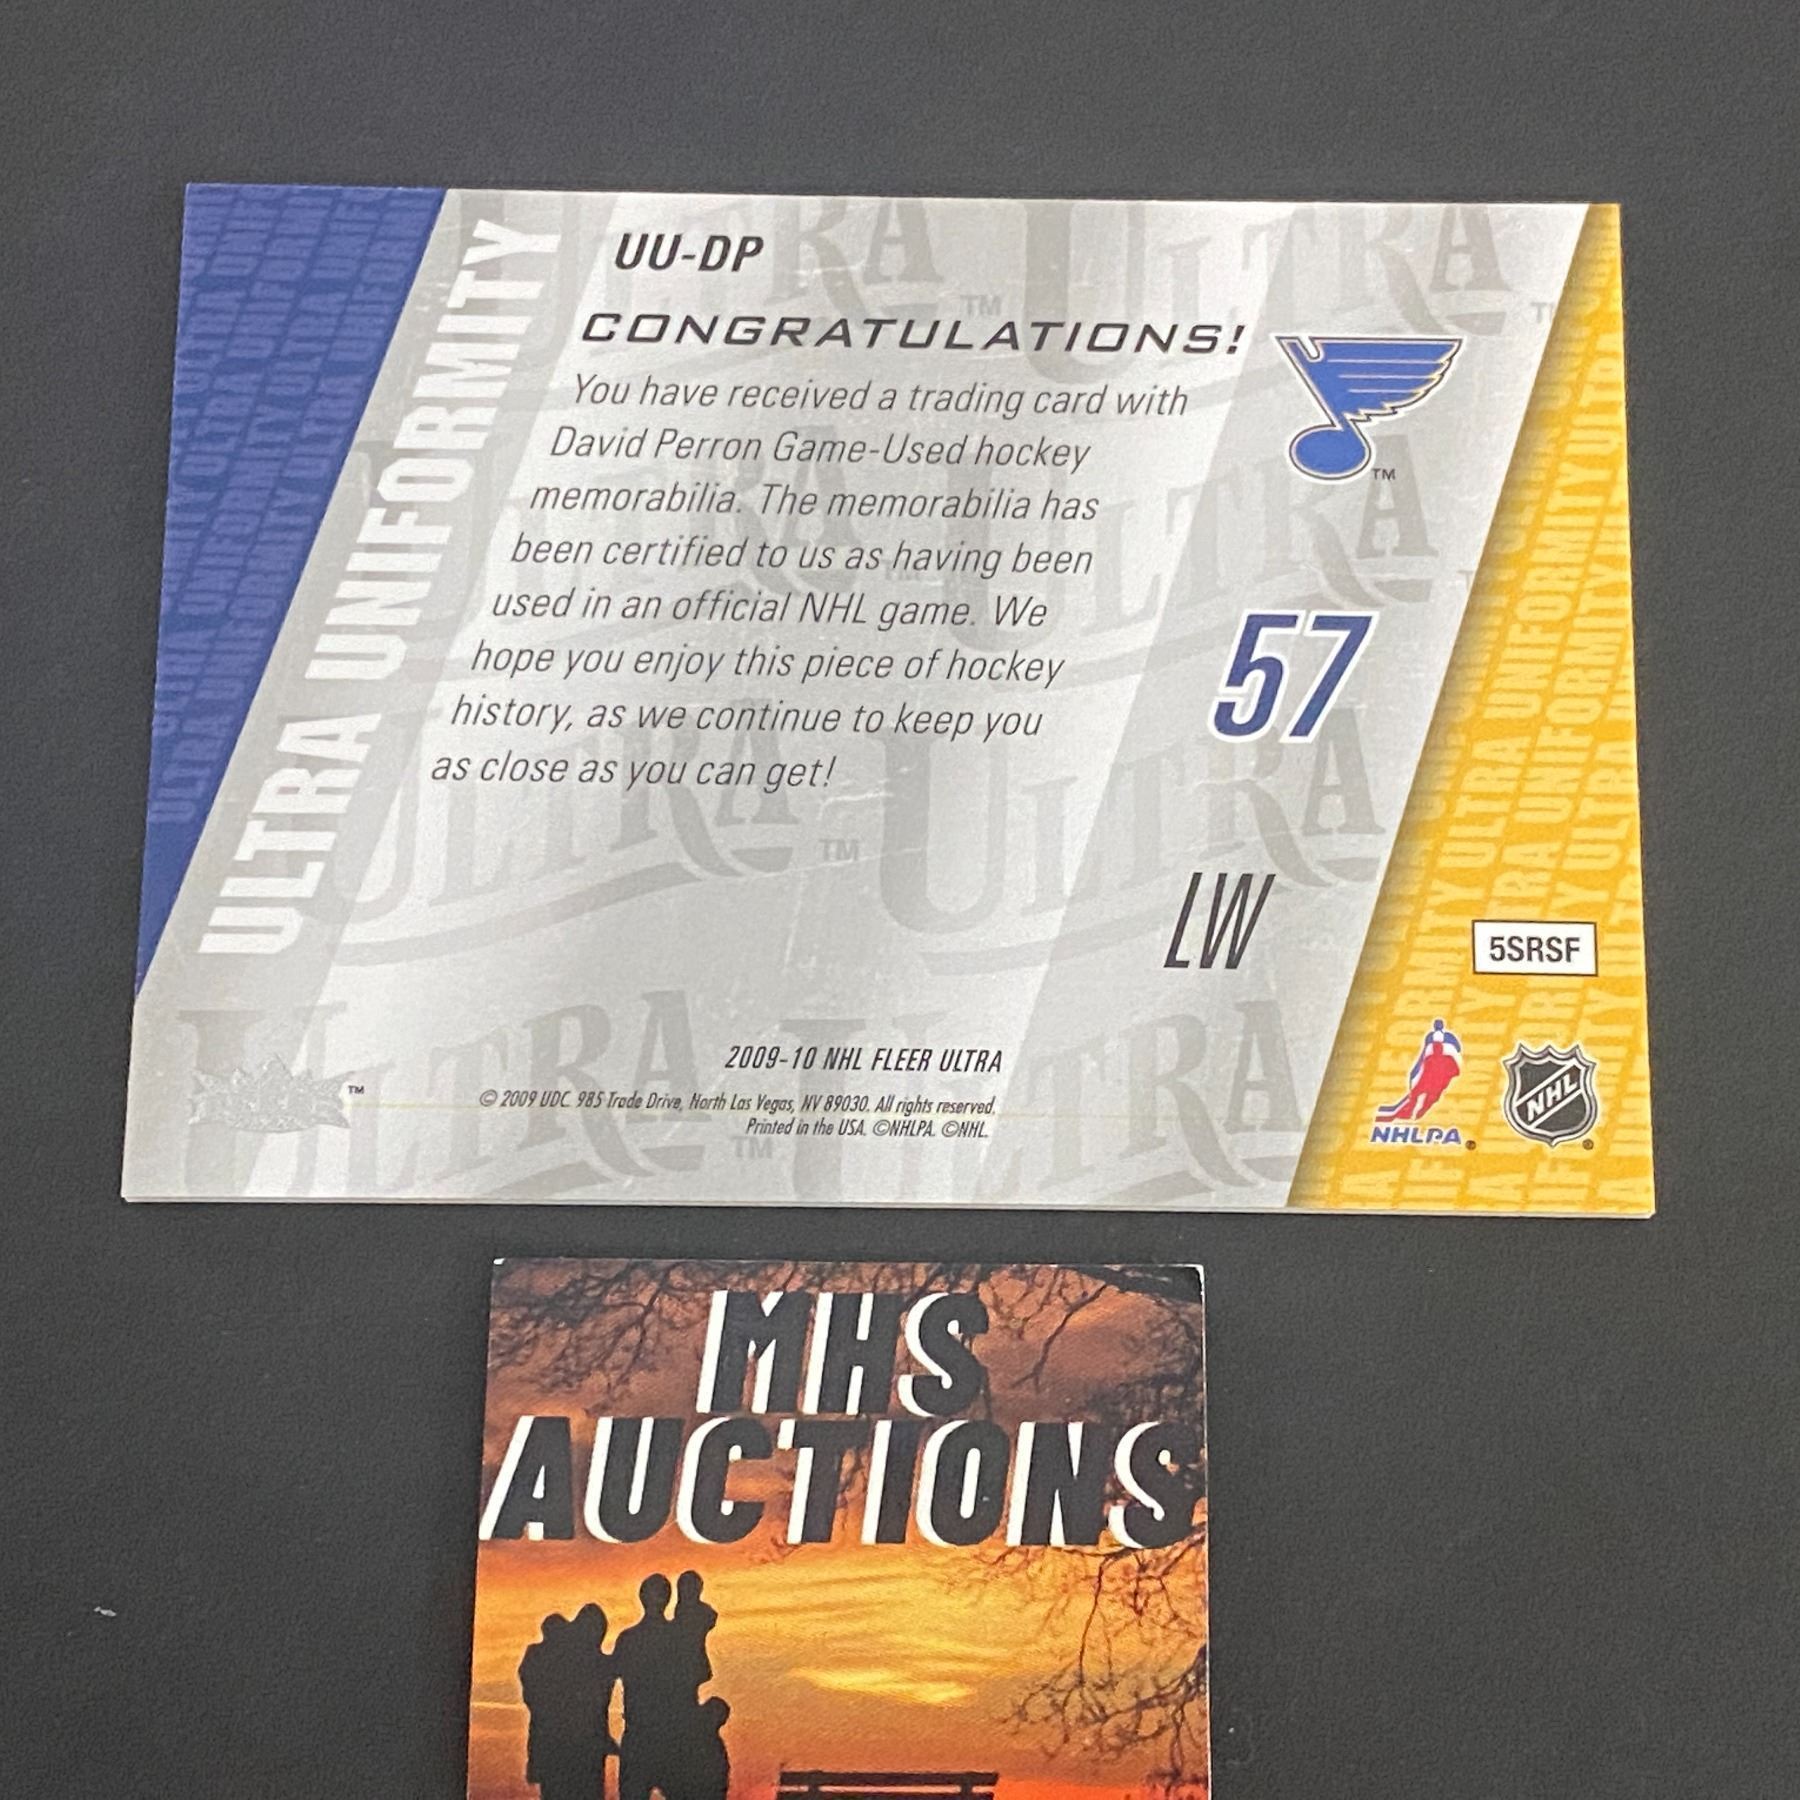 UU-DP
CONGRATULATIONS!
You have received a trading card with
David Perron Game-Used hockey
memorabilia. The memorabilia has
been certified to us as having been
used in an official NHL game. We
hope you enjoy this piece of hockey
history, as we continue to keep you
as close as you can get!
ULTRA UNIFORMITY
TM
57
LW
5SRSF
2009-10 NHL FLEER ULTRA
© 2009 UDC. 985 Trade Drive, North Las Vegas, NV 89030. All rights reserved.
Printed in the USA. ©NHLPA. ©NHL.
TM
NHLPA®
NHL®
MHS
AUCTIONS